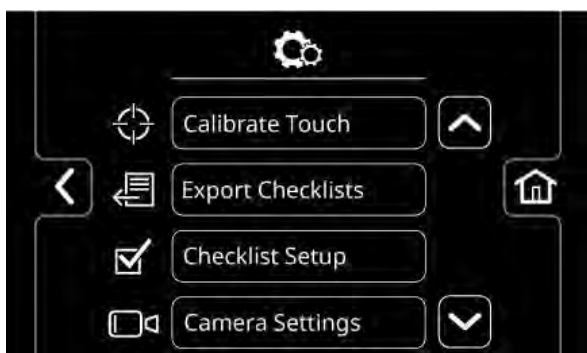 Calibrate Touch
Export Checklists
Checklist Setup
Camera Settings